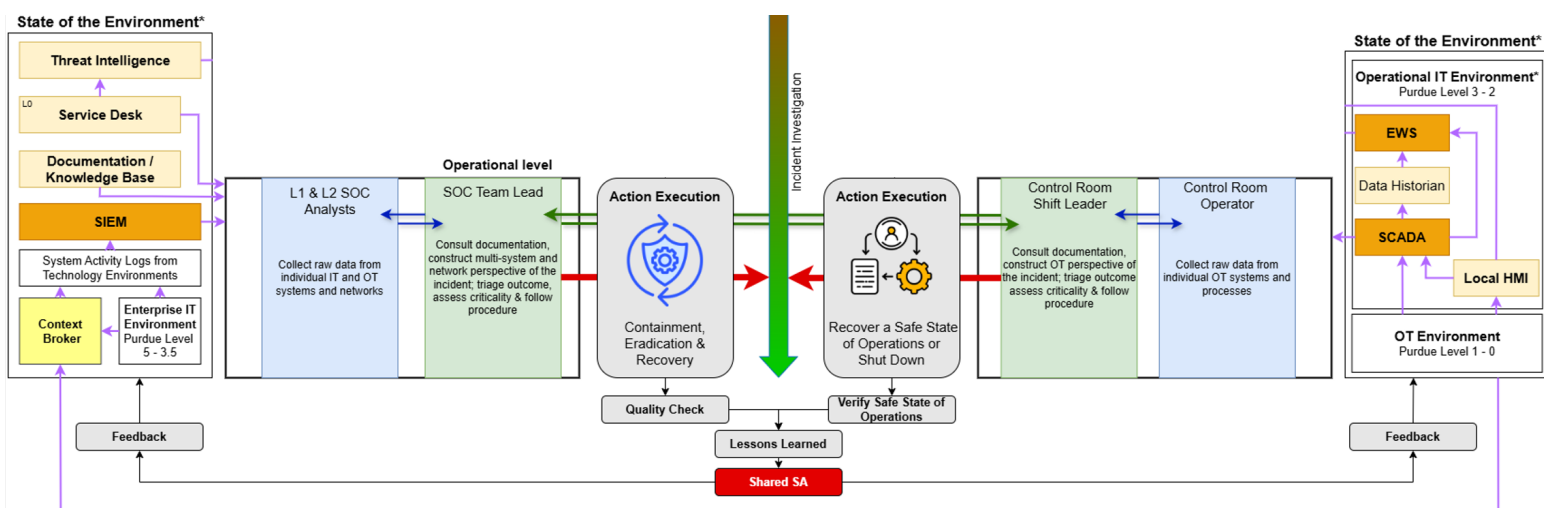 State of the Environment*
Threat Intelligence
L0
Service Desk
Documentation /
Knowledge Base
SIEM
System Activity Logs from
Technology Environments
Context
Broker
Enterprise IT
Environment
Purdue Level
5 - 3.5
Feedback
Operational level
L1 & L2 SOC
Analysts
Collect raw data from
individual IT and OT
systems and networks
SOC Team Lead
Consult documentation,
construct multi-system and
network perspective of the
incident; triage outcome,
assess criticality & follow
procedure
Action Execution
Containment,
Eradication &
Recovery
Quality Check
Incident Investigation
Action Execution
Recover a Safe State
of Operations or
Shut Down
Verify Safe State of
Operations
Lessons Learned
Shared SA
Control Room
Shift Leader
Consult documentation,
construct OT perspective of
the incident; triage outcome
assess criticality & follow
procedure
Control Room
Operator
Collect raw data from
individual OT systems and
processes
State of the Environment*
Operational IT Environment*
Purdue Level 3 - 2
EWS
Data Historian
SCADA
Local HMI
OT Environment
Purdue Level 1 - 0
Feedback